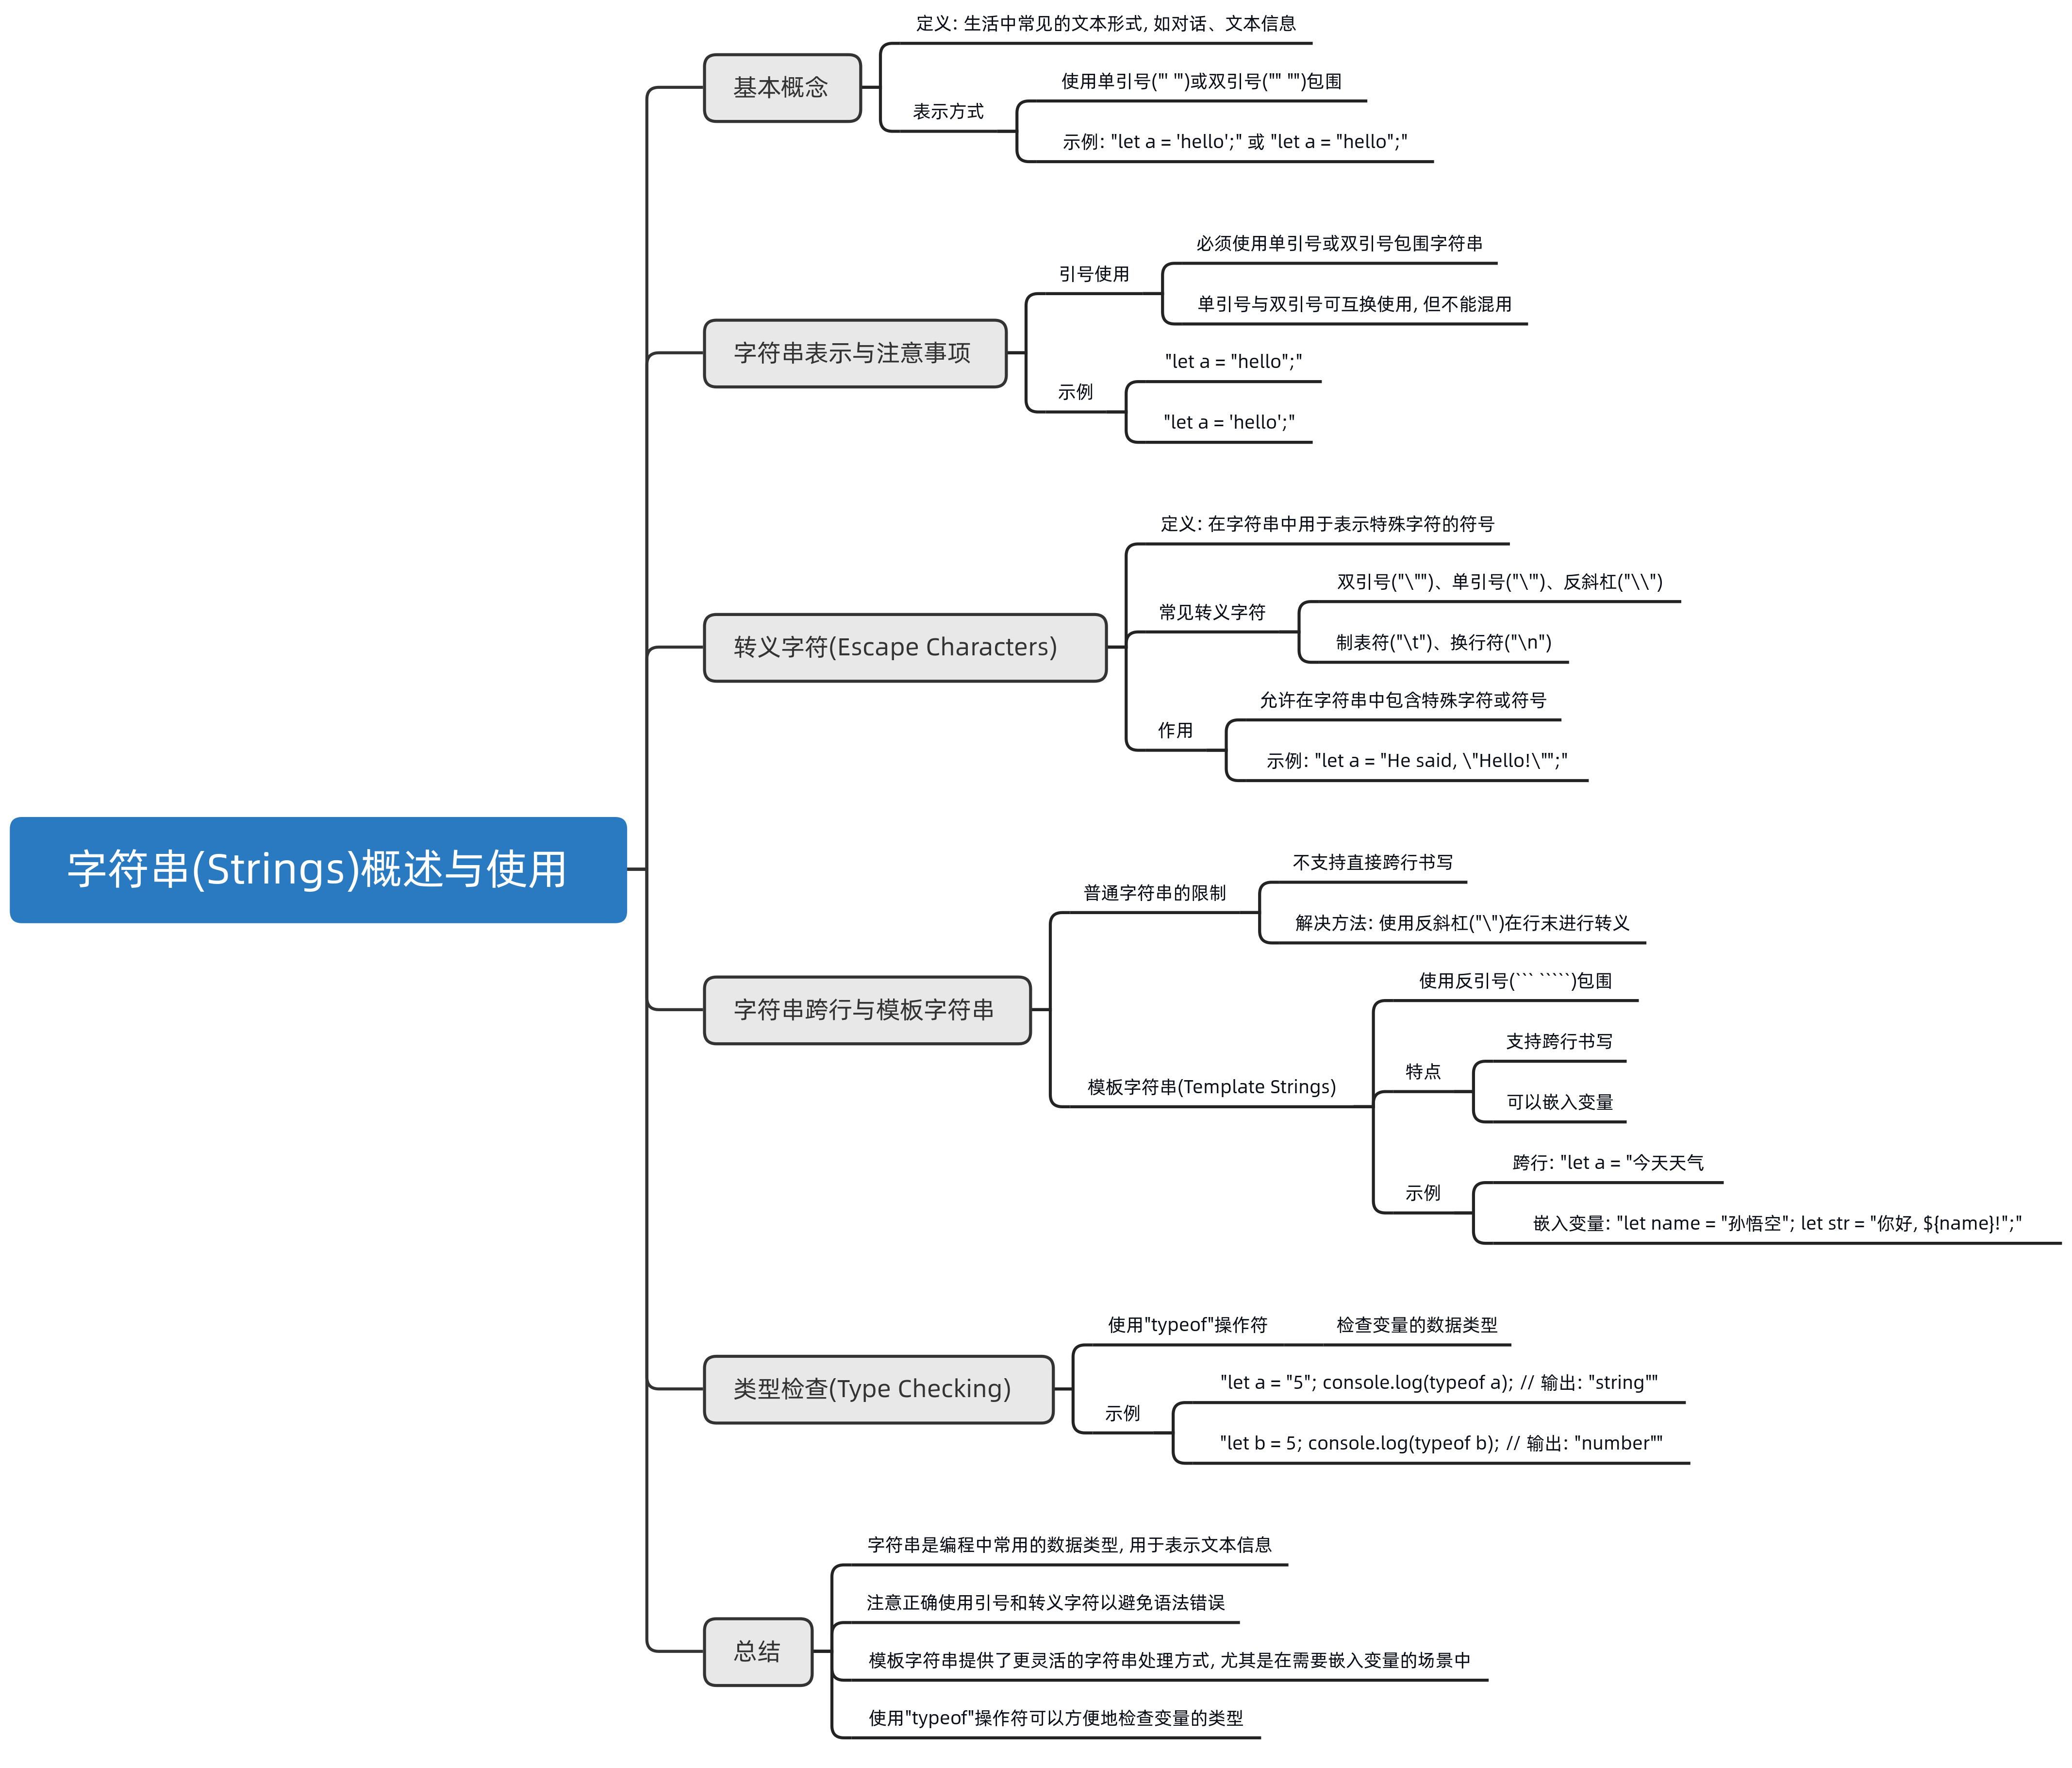 字符串(Strings)概述与使用
基本概念
定义: 生活中常见的文本形式, 如对话、文本信息
表示方式
使用单引号("' '")或双引号("" "")包围
示例: "let a = 'hello';" 或 "let a = "hello";"
字符串表示与注意事项
引号使用
必须使用单引号或双引号包围字符串
单引号与双引号可互换使用, 但不能混用
示例
"let a = "hello";"
"let a = 'hello';"
转义字符(Escape Characters)
定义: 在字符串中用于表示特殊字符的符号
常见转义字符
双引号("\"")、单引号("\'")、反斜杠("\\")
制表符("\t")、换行符("\n")
作用
允许在字符串中包含特殊字符或符号
示例: "let a = "He said, \"Hello!\"";"
字符串跨行与模板字符串
普通字符串的限制
不支持直接跨行书写
解决方法: 使用反斜杠("\")在行末进行转义
模板字符串(Template Strings)
使用反引号(``` `````)包围
特点
支持跨行书写
可以嵌入变量
示例
跨行: "let a = "今天天气
嵌入变量: "let name = "孙悟空"; let str = "你好, ${name}!";"
类型检查(Type Checking)
使用"typeof"操作符
检查变量的数据类型
示例
"let a = "5"; console.log(typeof a); // 输出: "string""
"let b = 5; console.log(typeof b); // 输出: "number""
总结
字符串是编程中常用的数据类型, 用于表示文本信息
注意正确使用引号和转义字符以避免语法错误
模板字符串提供了更灵活的字符串处理方式, 尤其是在需要嵌入变量的场景中
使用"typeof"操作符可以方便地检查变量的类型